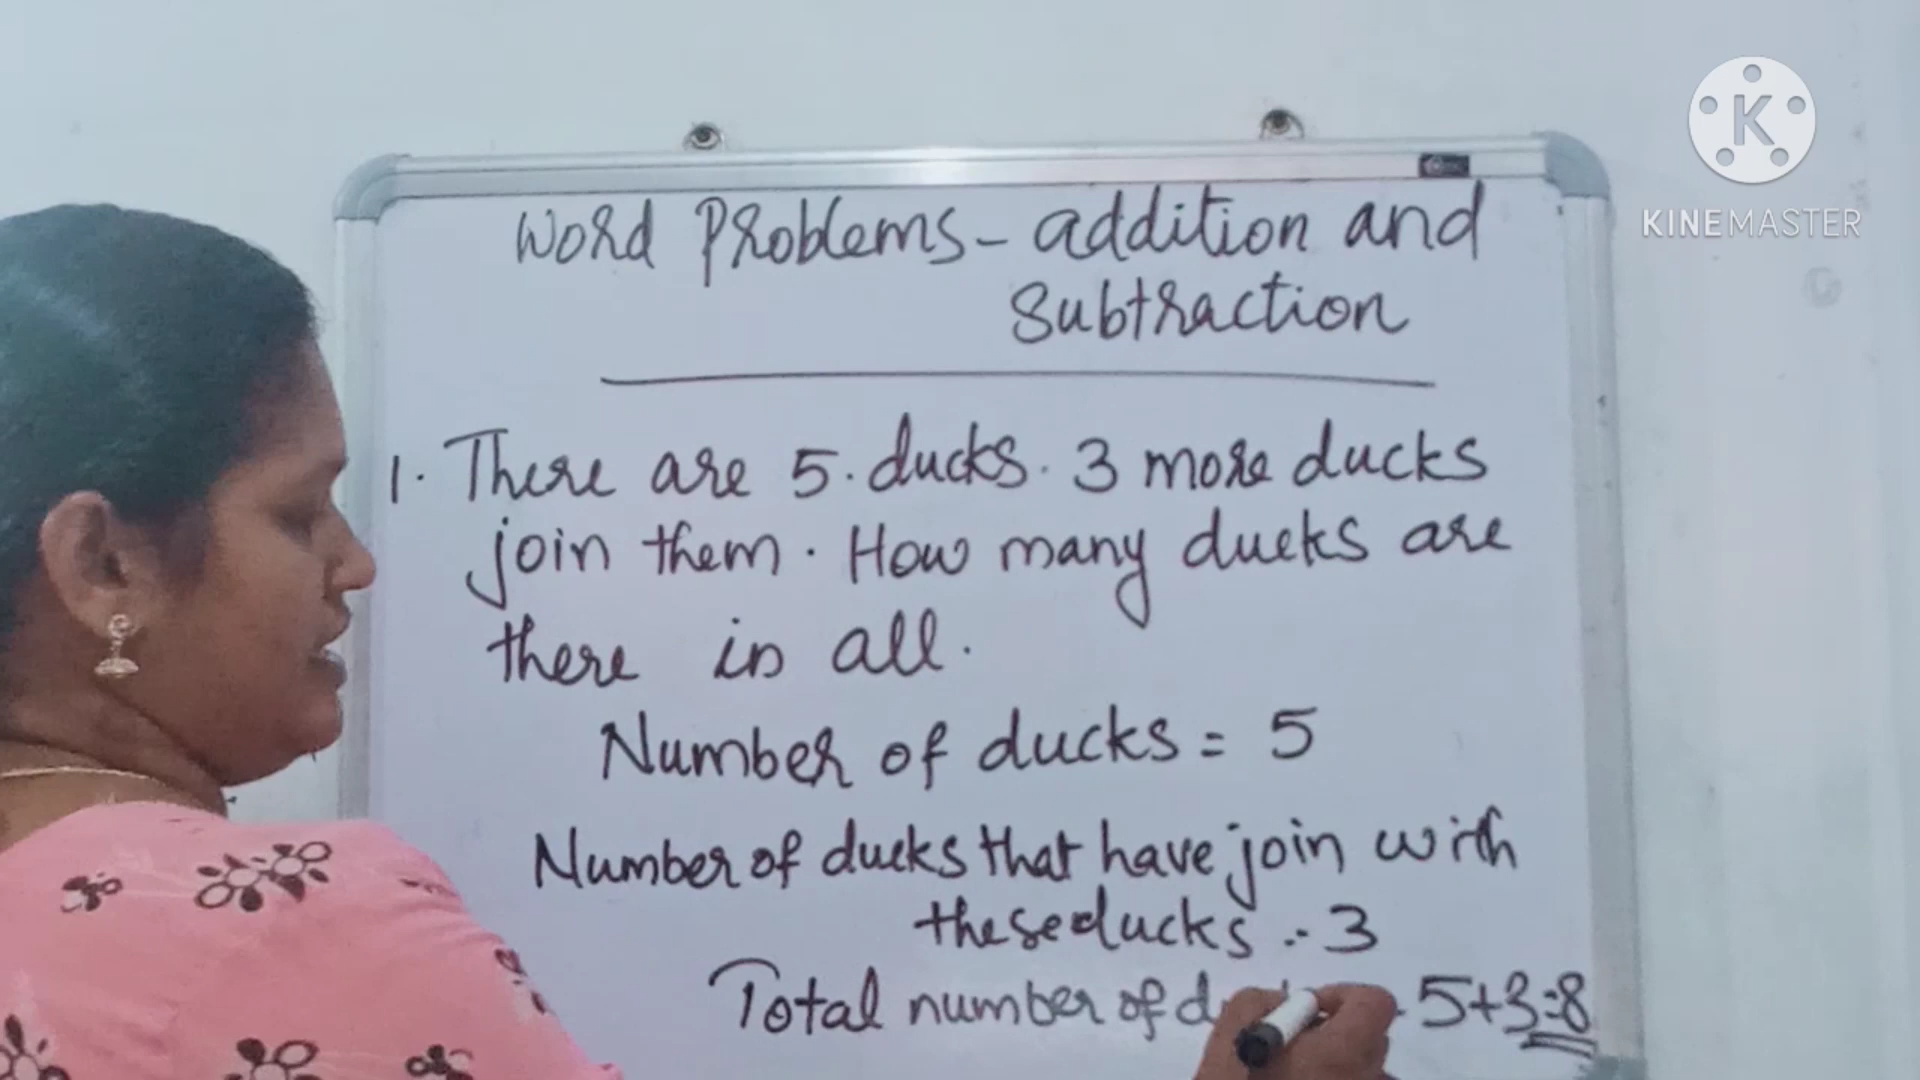 Word Problems - addition and
Subtraction
1. There are 5. ducks. 3 more ducks
join them. How many ducks are
there in all.
Number of ducks = 5
Number of ducks that have join with
these ducks = 3
Total number of 5+3=8
K
KINEMASTER